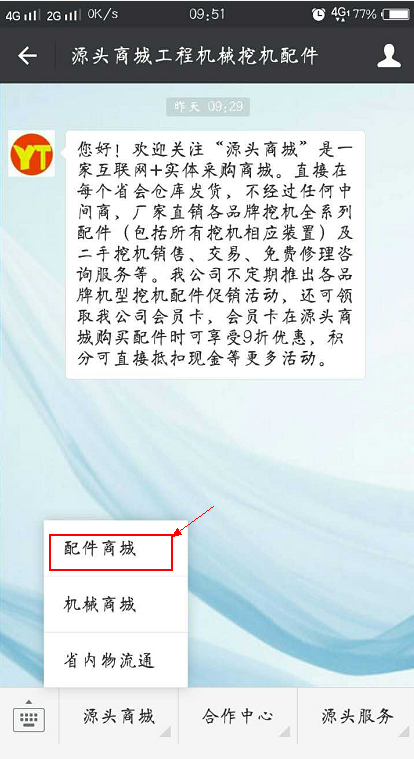 4G 2G 0K/s 09:51 4G 77%
源头商城工程机械挖机配件
昨天 09:29
YT
您好！欢迎关注“源头商城”是一
家互联网+实体采购商城。直接在
每个省会仓库发货，不经过任何中
间商，厂家直销各品牌挖机全系列
配件（包括所有挖机相应装置）及
二手挖机销售、交易、免费修理咨
询服务等。我公司不定期推出各品
牌机型挖机配件促销活动，还可领
取我公司会员卡，会员卡在源头商
城购买配件时可享受9折优惠，积
分可直接抵扣现金等更多活动。
配件商城
机械商城
省内物流通
源头商城 合作中心 源头服务